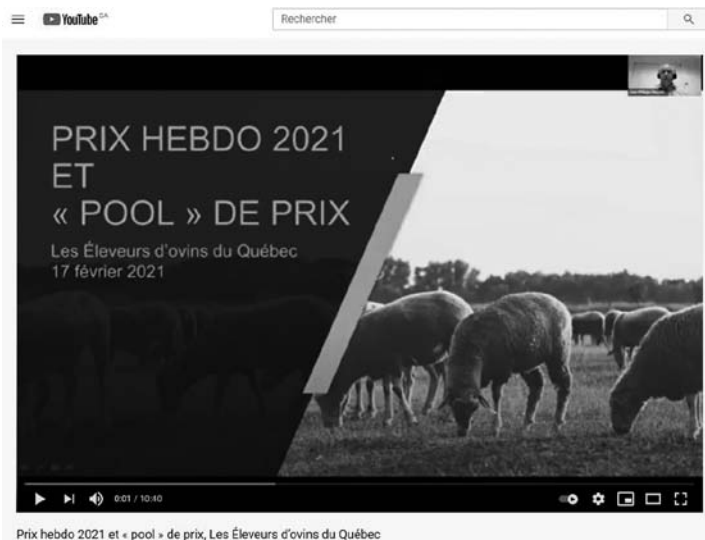 YouTube CA
Rechercher
PRIX HEBDO 2021
ET
« POOL » DE PRIX
Les Éleveurs d'ovins du Québec
17 février 2021
0:01 / 10:40
Prix hebdo 2021 et « pool » de prix, Les Éleveurs d'ovins du Québec